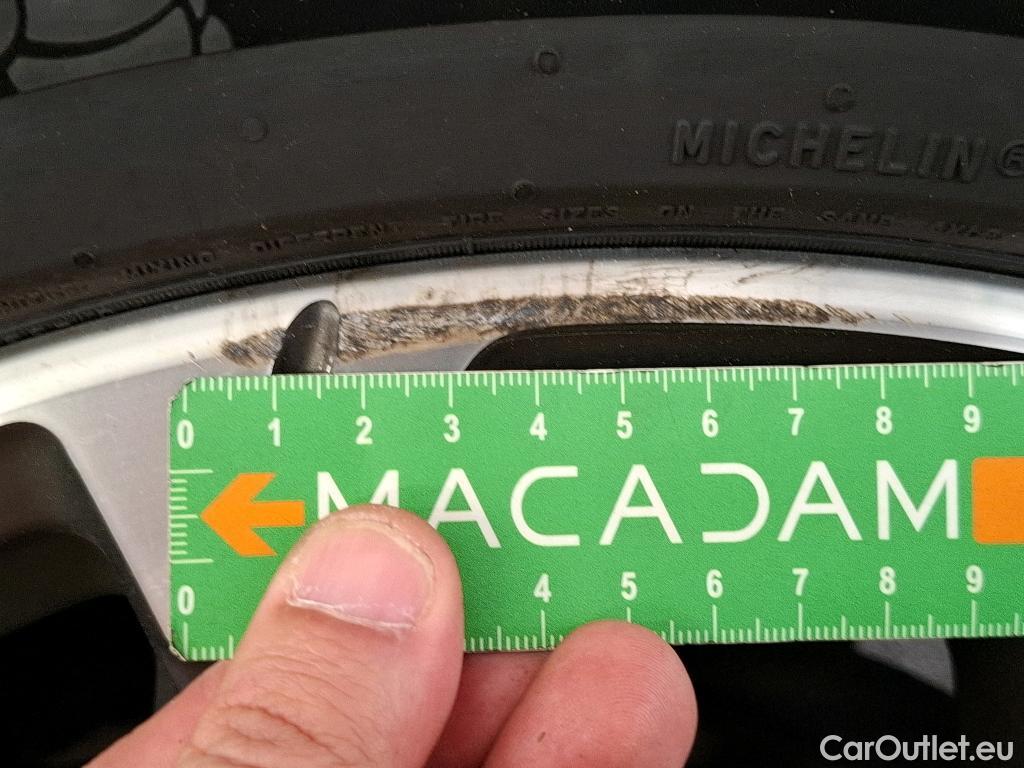 MICHELIN®
MIXING DIFFERENT TIRE SIZES ON THE SAME AXLE
0 1 2 3 4 5 6 7 8 9
MACADAM
0 4 5 6 7 8 9
CarOutlet.eu